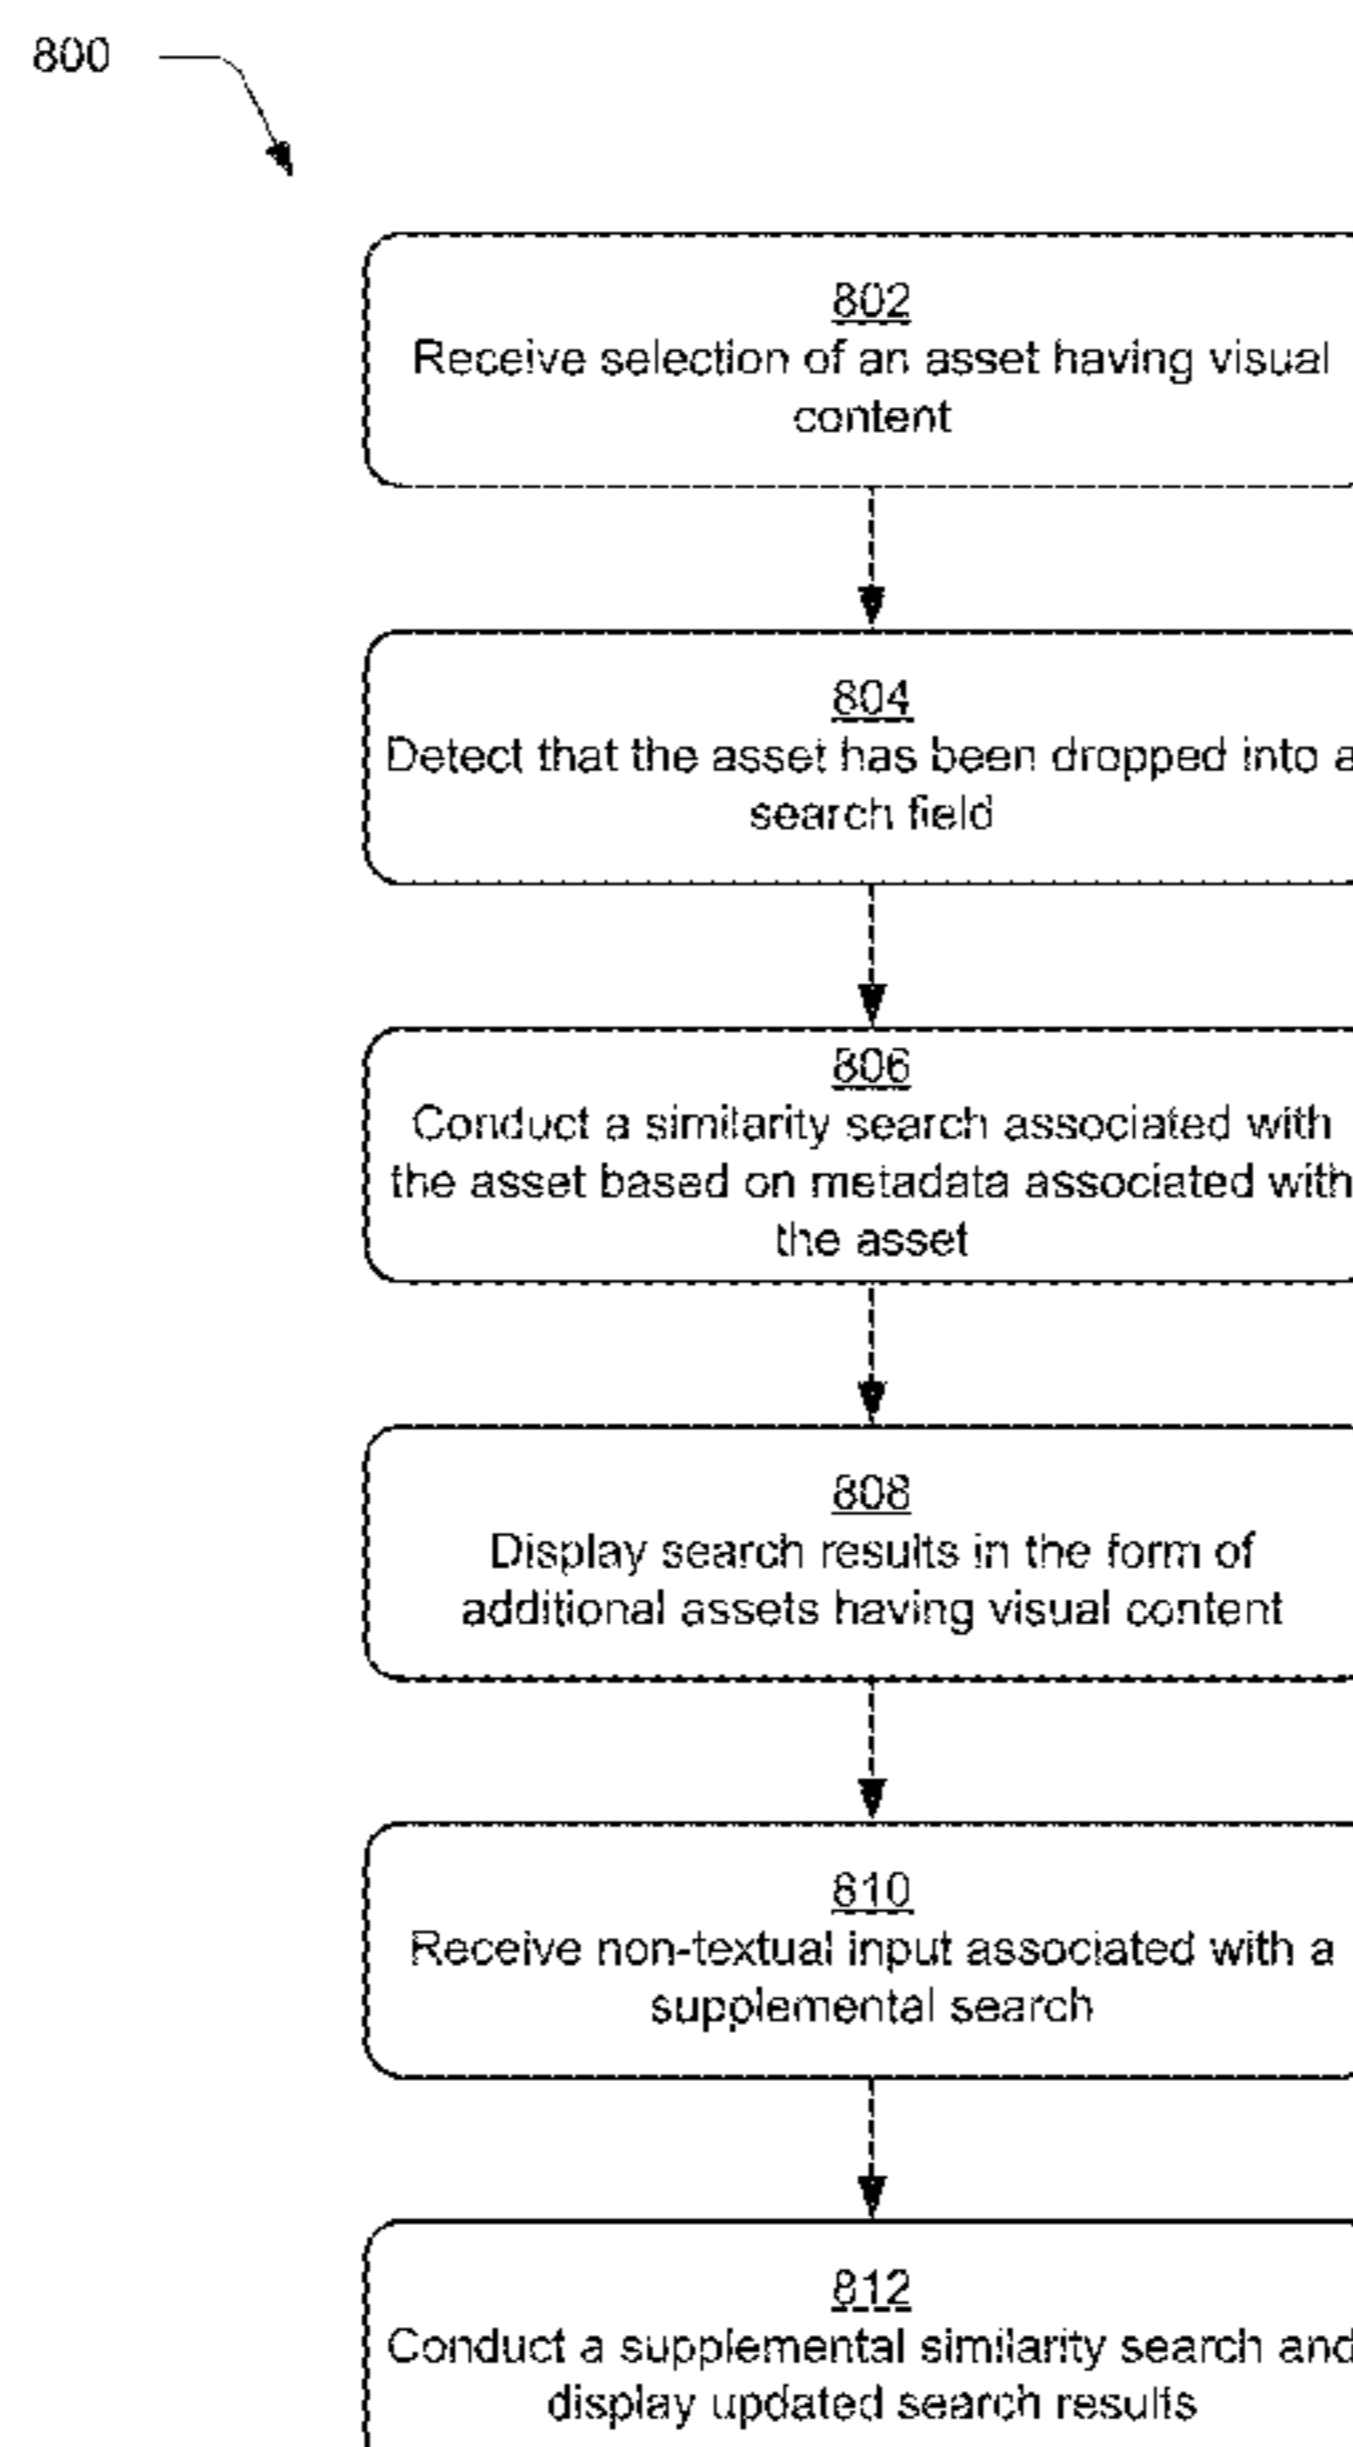 800
802
Receive selection of an asset having visual
content
804
Detect that the asset has been dropped into a
search field
806
Conduct a similarity search associated with
the asset based on metadata associated with
the asset
808
Display search results in the form of
additional assets having visual content
810
Receive non-textual input associated with a
supplemental search
812
Conduct a supplemental similarity search and
display updated search results